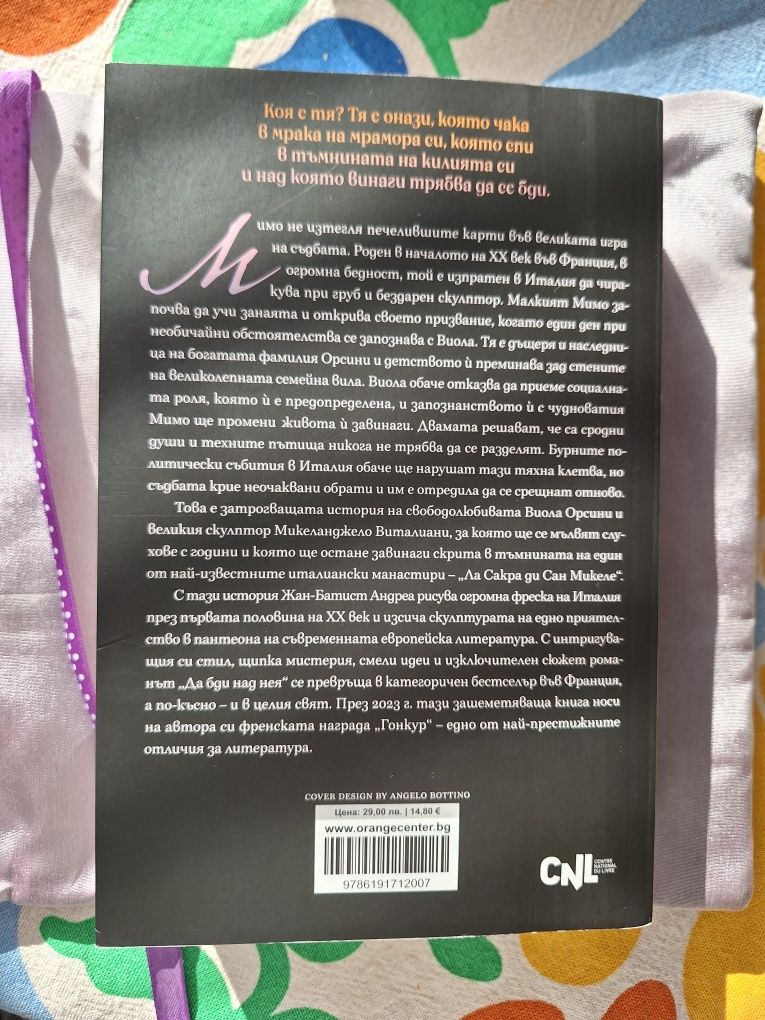 Коя е тя? Тя е онази, която чака
в мрака на мрамора си, която спи
в тъмнината на килията си
и над която винаги трябва да се бди.
Мимо не изтегля печелившите карти във великата игра
на съдбата. Роден в началото на XX век във Франция, в
огромна бедност, той е изпратен в Италия да чира-
кува при груб и бездарен скулптор. Малкият Мимо за-
почва да учи занаята и открива своето призвание, когато един ден при
необичайни обстоятелства се запознава с Виола. Тя е дъщеря и наследни-
ца на богатата фамилия Орсини и детството ѝ преминава зад стените
на великолепната семейна вила. Виола обаче отказва да приеме социална-
та роля, която ѝ е предопределена, и запознанството ѝ с чудноватия
Мимо ще промени живота ѝ завинаги. Двамата решават, че са сродни
души и техните пътища никога не трябва да се разделят. Бурните по-
литически събития в Италия обаче ще нарушат тази тяхна клетва, но
съдбата крие неочаквани обрати и им е отредила да се срещнат отново.
Това е затрогващата история на свободолюбивата Виола Орсини и
великия скулптор Микеланджело Виталиани, за която ще се мълвят слу-
хове с години и която ще остане завинаги скрита в тъмнината на един
от най-известните италиански манастири – „Ла Сакра ди Сан Микеле“.
С тази история Жан-Батист Андреа рисува огромна фреска на Италия
през първата половина на XX век и изсича скулптурата на едно приятел-
ство в пантеона на съвременната европейска литература. С интригува-
щия си стил, щипка мистерия, смели идеи и изключителен сюжет рома-
нът „Да бди над нея“ се превръща в категоричен бестселър във Франция,
а по-късно – и в целия свят. През 2023 г. тази зашеметяваща книга носи
на автора си френската награда „Гонкур“ – едно от най-престижните
отличия за литература.
COVER DESIGN BY ANGELO BOTTINO
Цена: 29,00 лв. | 14,80 €
www.orangecenter.bg
9786191712007
CNL CENTRE
NATIONAL
DU LIVRE